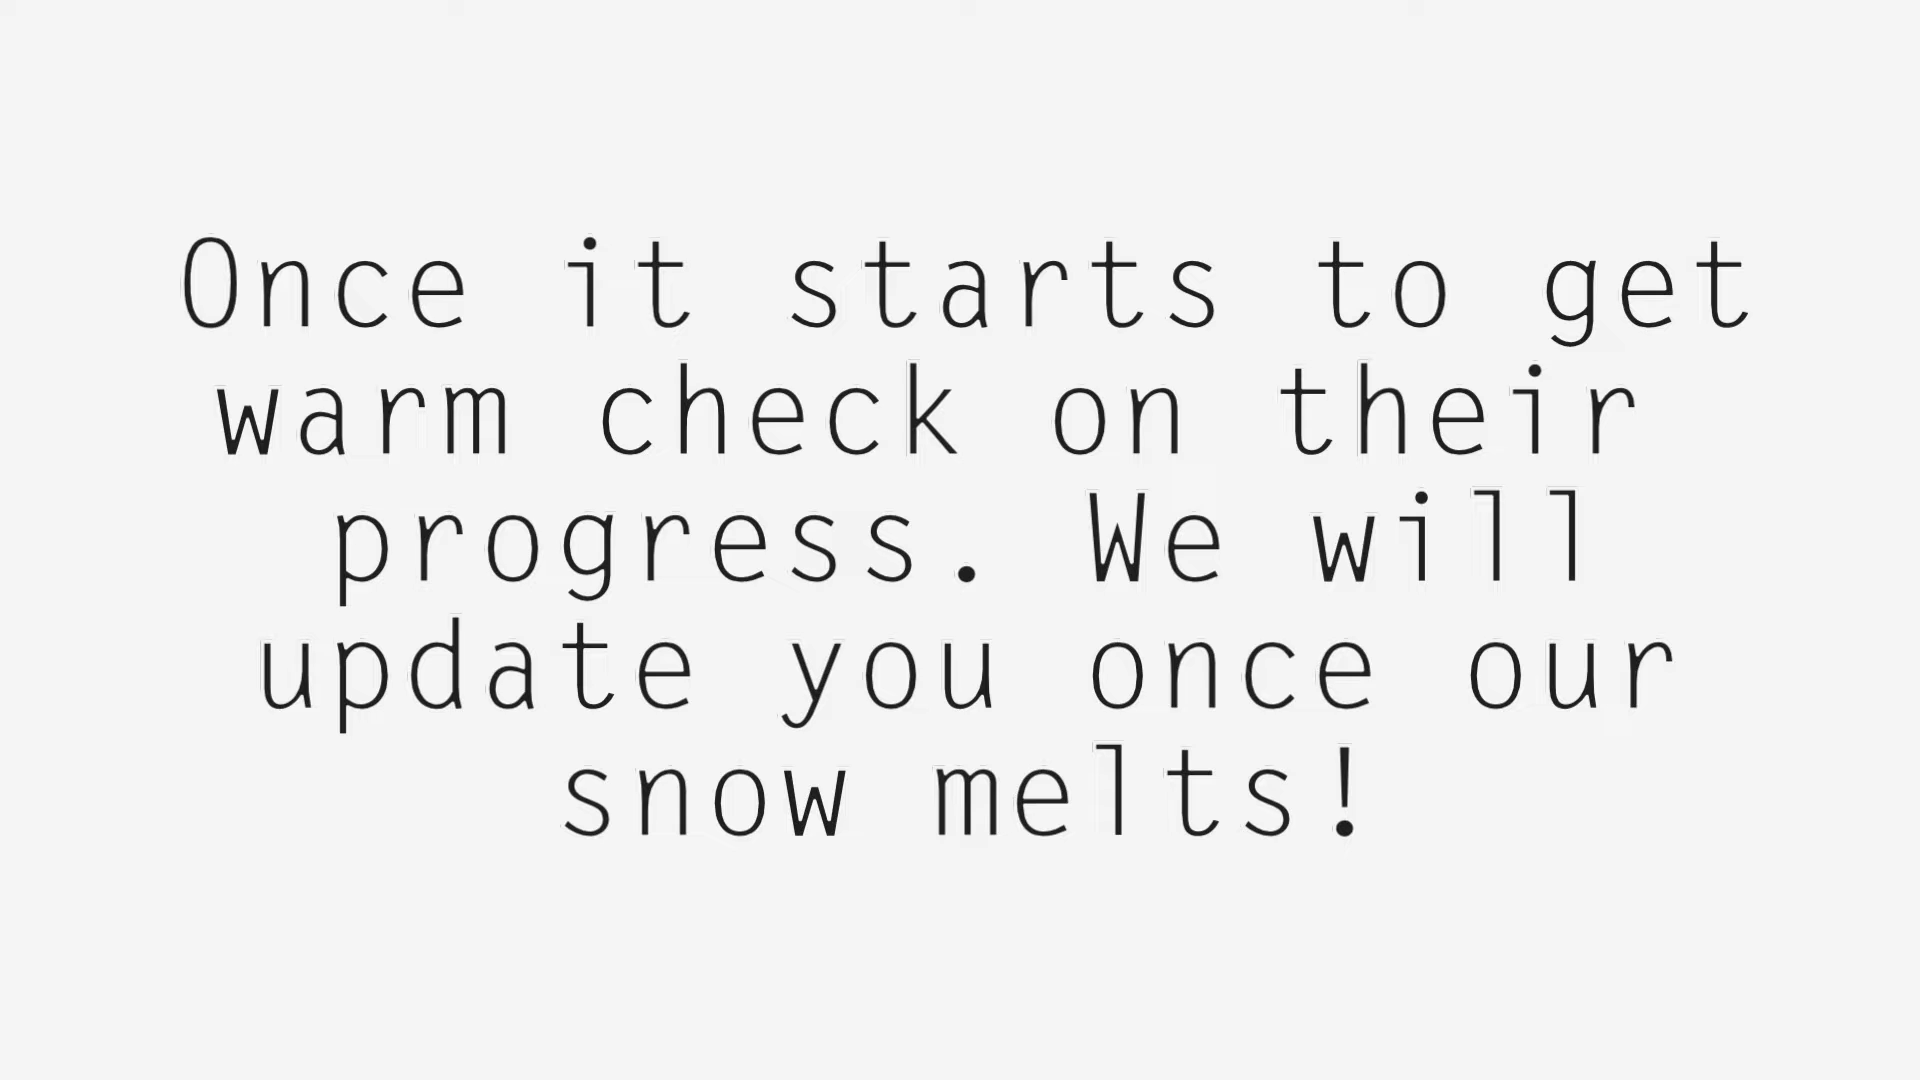 Once it starts to get
warm check on their
progress. We will
update you once our
snow melts!